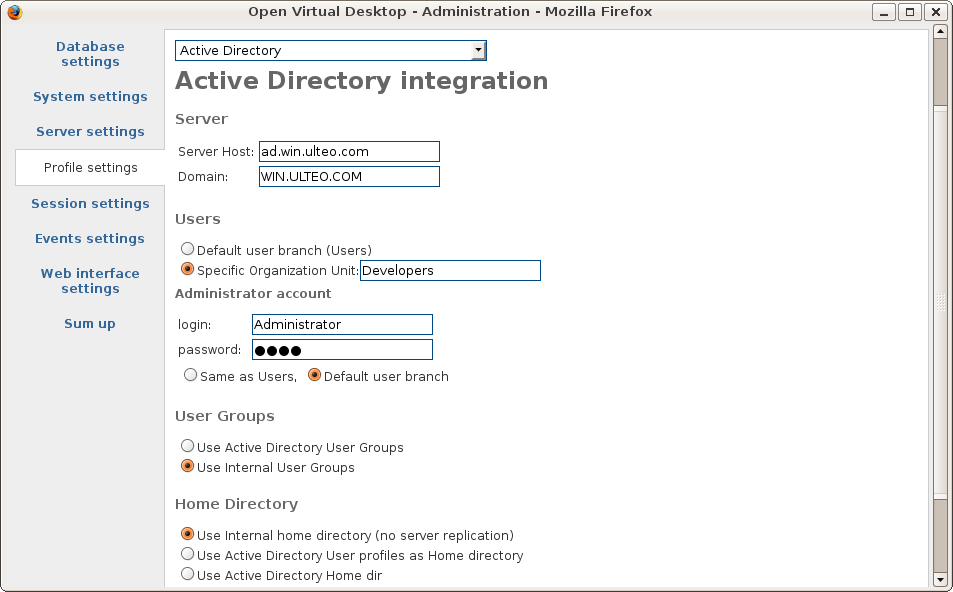 Open Virtual Desktop - Administration - Mozilla Firefox
Database
settings
System settings
Server settings
Profile settings
Session settings
Events settings
Web interface
settings
Sum up
Active Directory
Active Directory integration
Server
Server Host: ad.win.ulteo.com
Domain: WIN.ULTEO.COM
Users
Default user branch (Users)
Specific Organization Unit: Developers
Administrator account
login: Administrator
password: ●●●●
Same as Users, Default user branch
User Groups
Use Active Directory User Groups
Use Internal User Groups
Home Directory
Use Internal home directory (no server replication)
Use Active Directory User profiles as Home directory
Use Active Directory Home dir